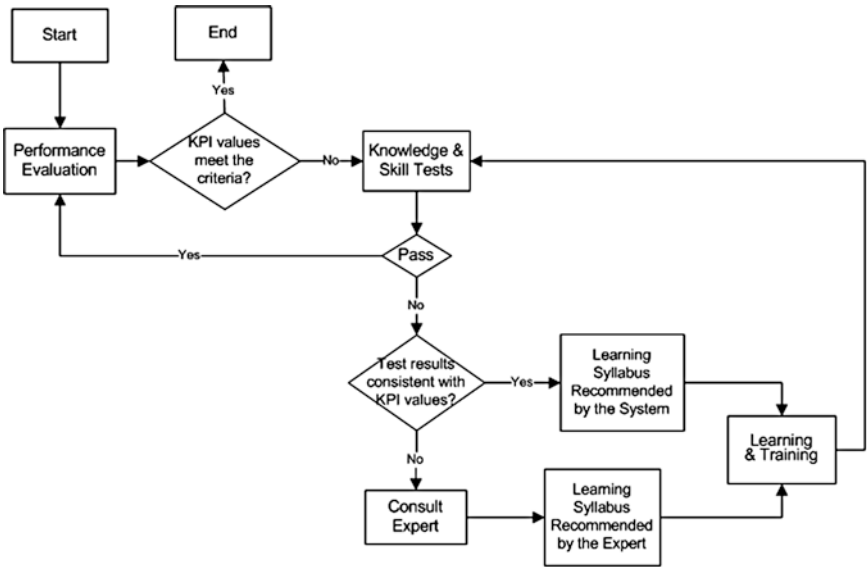 Start
End
Yes
Performance
Evaluation
KPI values
meet the
criteria?
No
Knowledge &
Skill Tests
Yes
Pass
No
Test results
consistent with
KPI values?
Yes
Learning
Syllabus
Recommended
by the System
Learning
& Training
No
Consult
Expert
Learning
Syllabus
Recommended
by the Expert